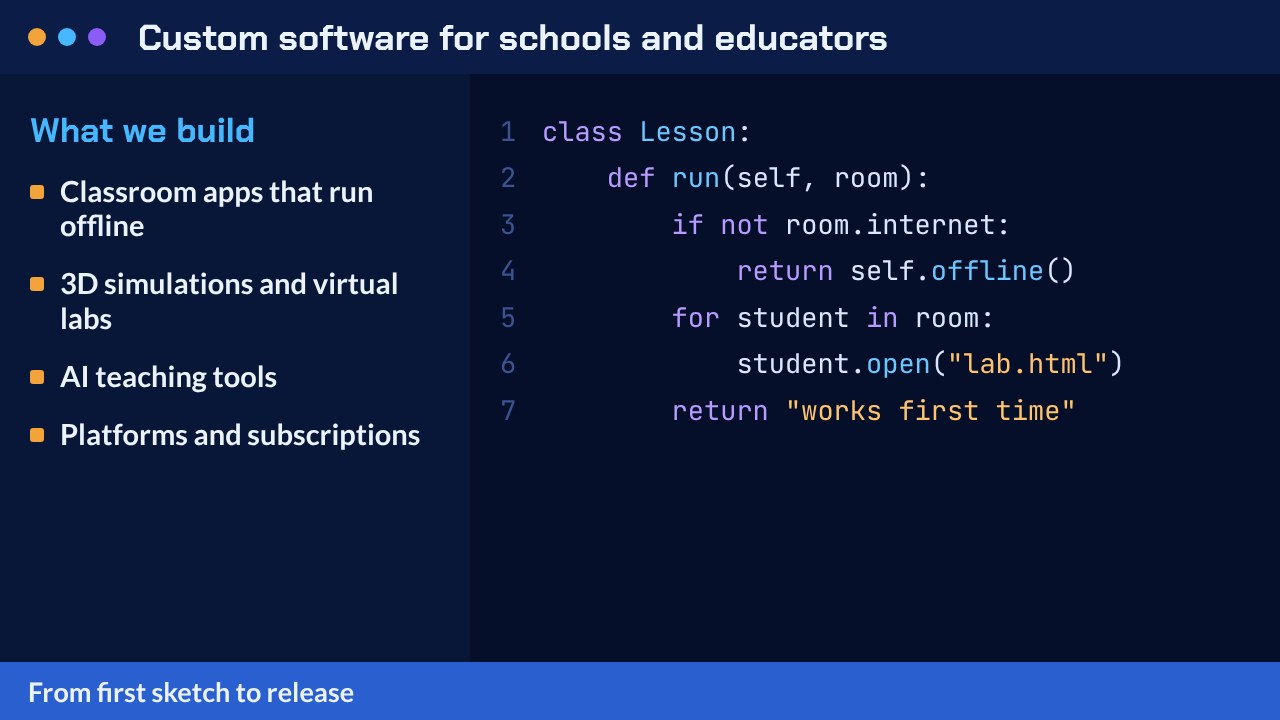 Custom software for schools and educators
What we build
Classroom apps that run
offline
3D simulations and virtual
labs
AI teaching tools
Platforms and subscriptions
1 class Lesson:
2     def run(self, room):
3         if not room.internet:
4             return self.offline()
5         for student in room:
6             student.open("lab.html")
7         return "works first time"
From first sketch to release